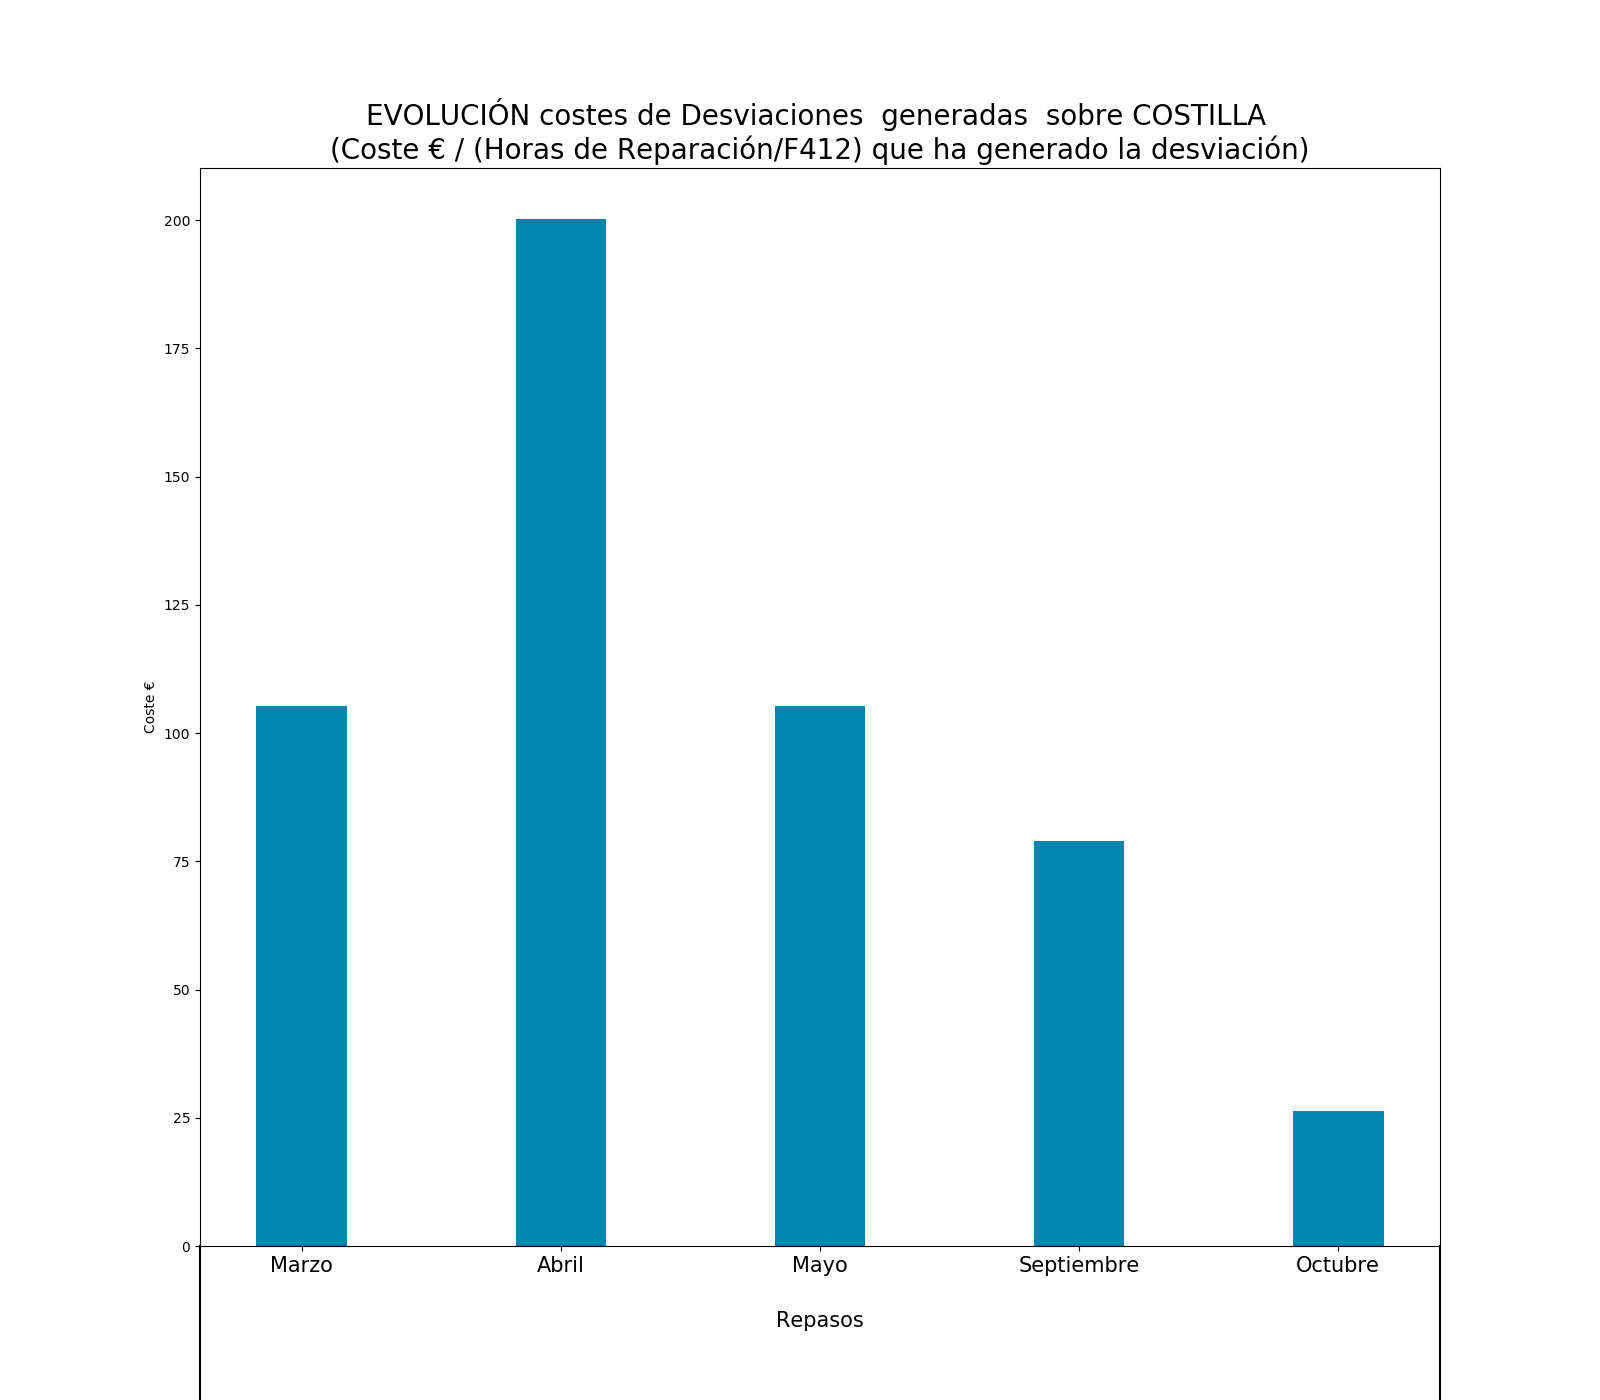 EVOLUCIÓN costes de Desviaciones  generadas  sobre COSTILLA
(Coste € / (Horas de Reparación/F412) que ha generado la desviación)
200
175
150
125
100
75
50
25
0
Coste €
Marzo
Abril
Mayo
Septiembre
Octubre
Repasos